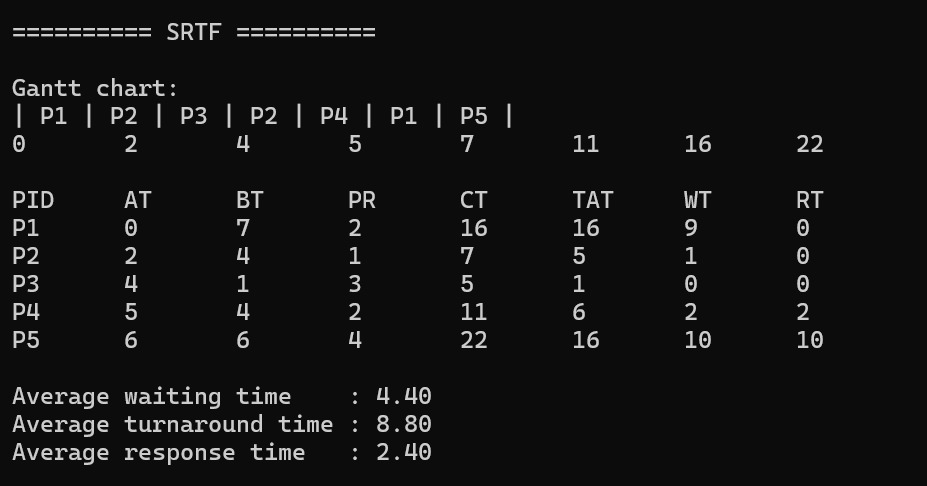 ========== SRTF ==========
Gantt chart:
| P1 | P2 | P3 | P2 | P4 | P1 | P5 |
0 2 4 5 7 11 16 22
PID AT BT PR CT TAT WT RT
P1 0 7 2 16 16 9 0
P2 2 4 1 7 5 1 0
P3 4 1 3 5 1 0 0
P4 5 4 2 11 6 2 2
P5 6 6 4 22 16 10 10
Average waiting time : 4.40
Average turnaround time : 8.80
Average response time : 2.40